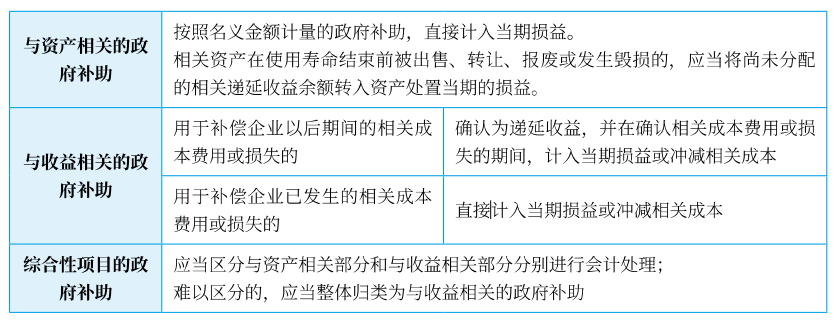 与资产相关的政
府补助
按照名义金额计量的政府补助，直接计入当期损益。
相关资产在使用寿命结束前被出售、转让、报废或发生毁损的，应当将尚未分配
的相关递延收益余额转入资产处置当期的损益。
与收益相关的政
府补助
用于补偿企业以后期间的相关成
本费用或损失的
确认为递延收益，并在确认相关成本费用或损
失的期间，计入当期损益或冲减相关成本
用于补偿企业已发生的相关成本
费用或损失的
直接计入当期损益或冲减相关成本
综合性项目的政
府补助
应当区分与资产相关部分和与收益相关部分分别进行会计处理；
难以区分的，应当整体归类为与收益相关的政府补助